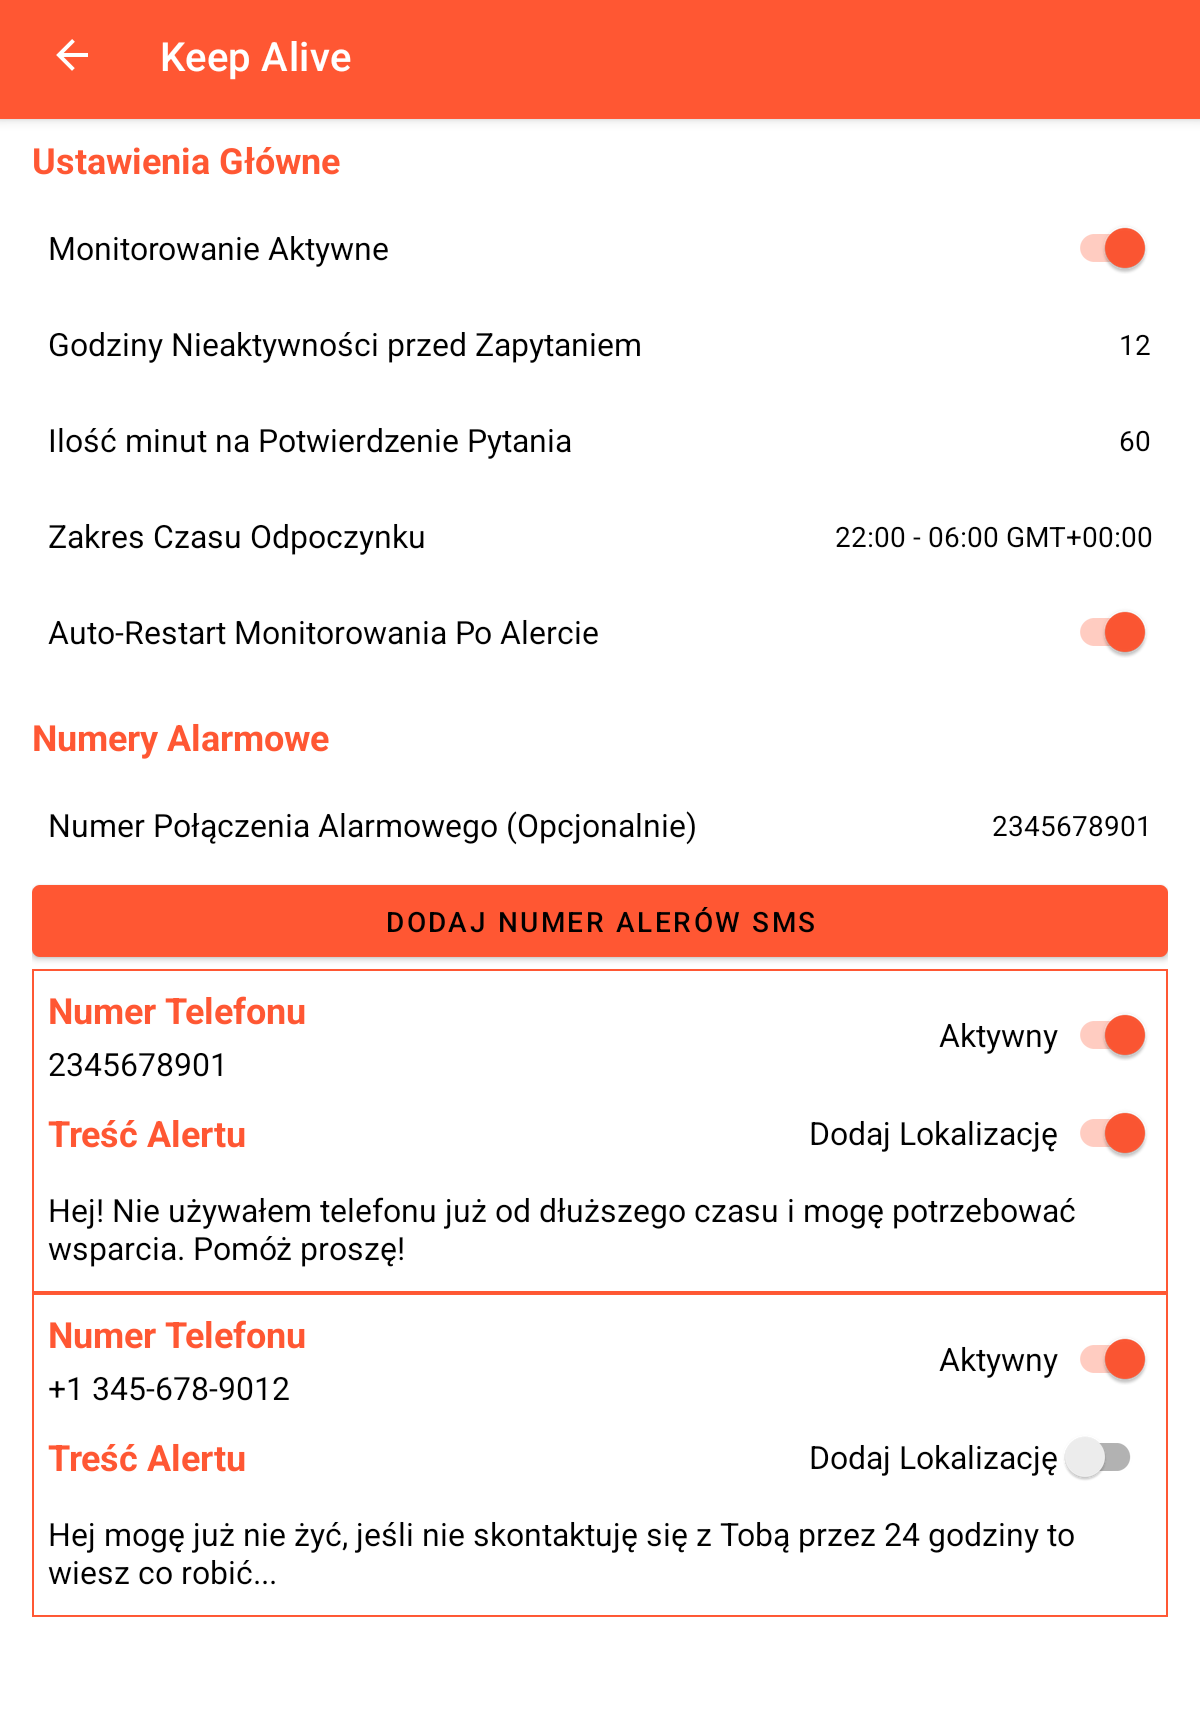 Keep Alive
Ustawienia Główne
Monitorowanie Aktywne
Godziny Nieaktywności przed Zapytaniem 12
Ilość minut na Potwierdzenie Pytania 60
Zakres Czasu Odpoczynku 22:00 - 06:00 GMT+00:00
Auto-Restart Monitorowania Po Alercie
Numery Alarmowe
Numer Połączenia Alarmowego (Opcjonalnie) 2345678901
DODAJ NUMER ALERÓW SMS
Numer Telefonu
Aktywny
2345678901
Treść Alertu Dodaj Lokalizację
Hej! Nie używałem telefonu już od dłuższego czasu i mogę potrzebować
wsparcia. Pomóż proszę!
Numer Telefonu
Aktywny
+1 345-678-9012
Treść Alertu Dodaj Lokalizację
Hej mogę już nie żyć, jeśli nie skontaktuję się z Tobą przez 24 godziny to
wiesz co robić...